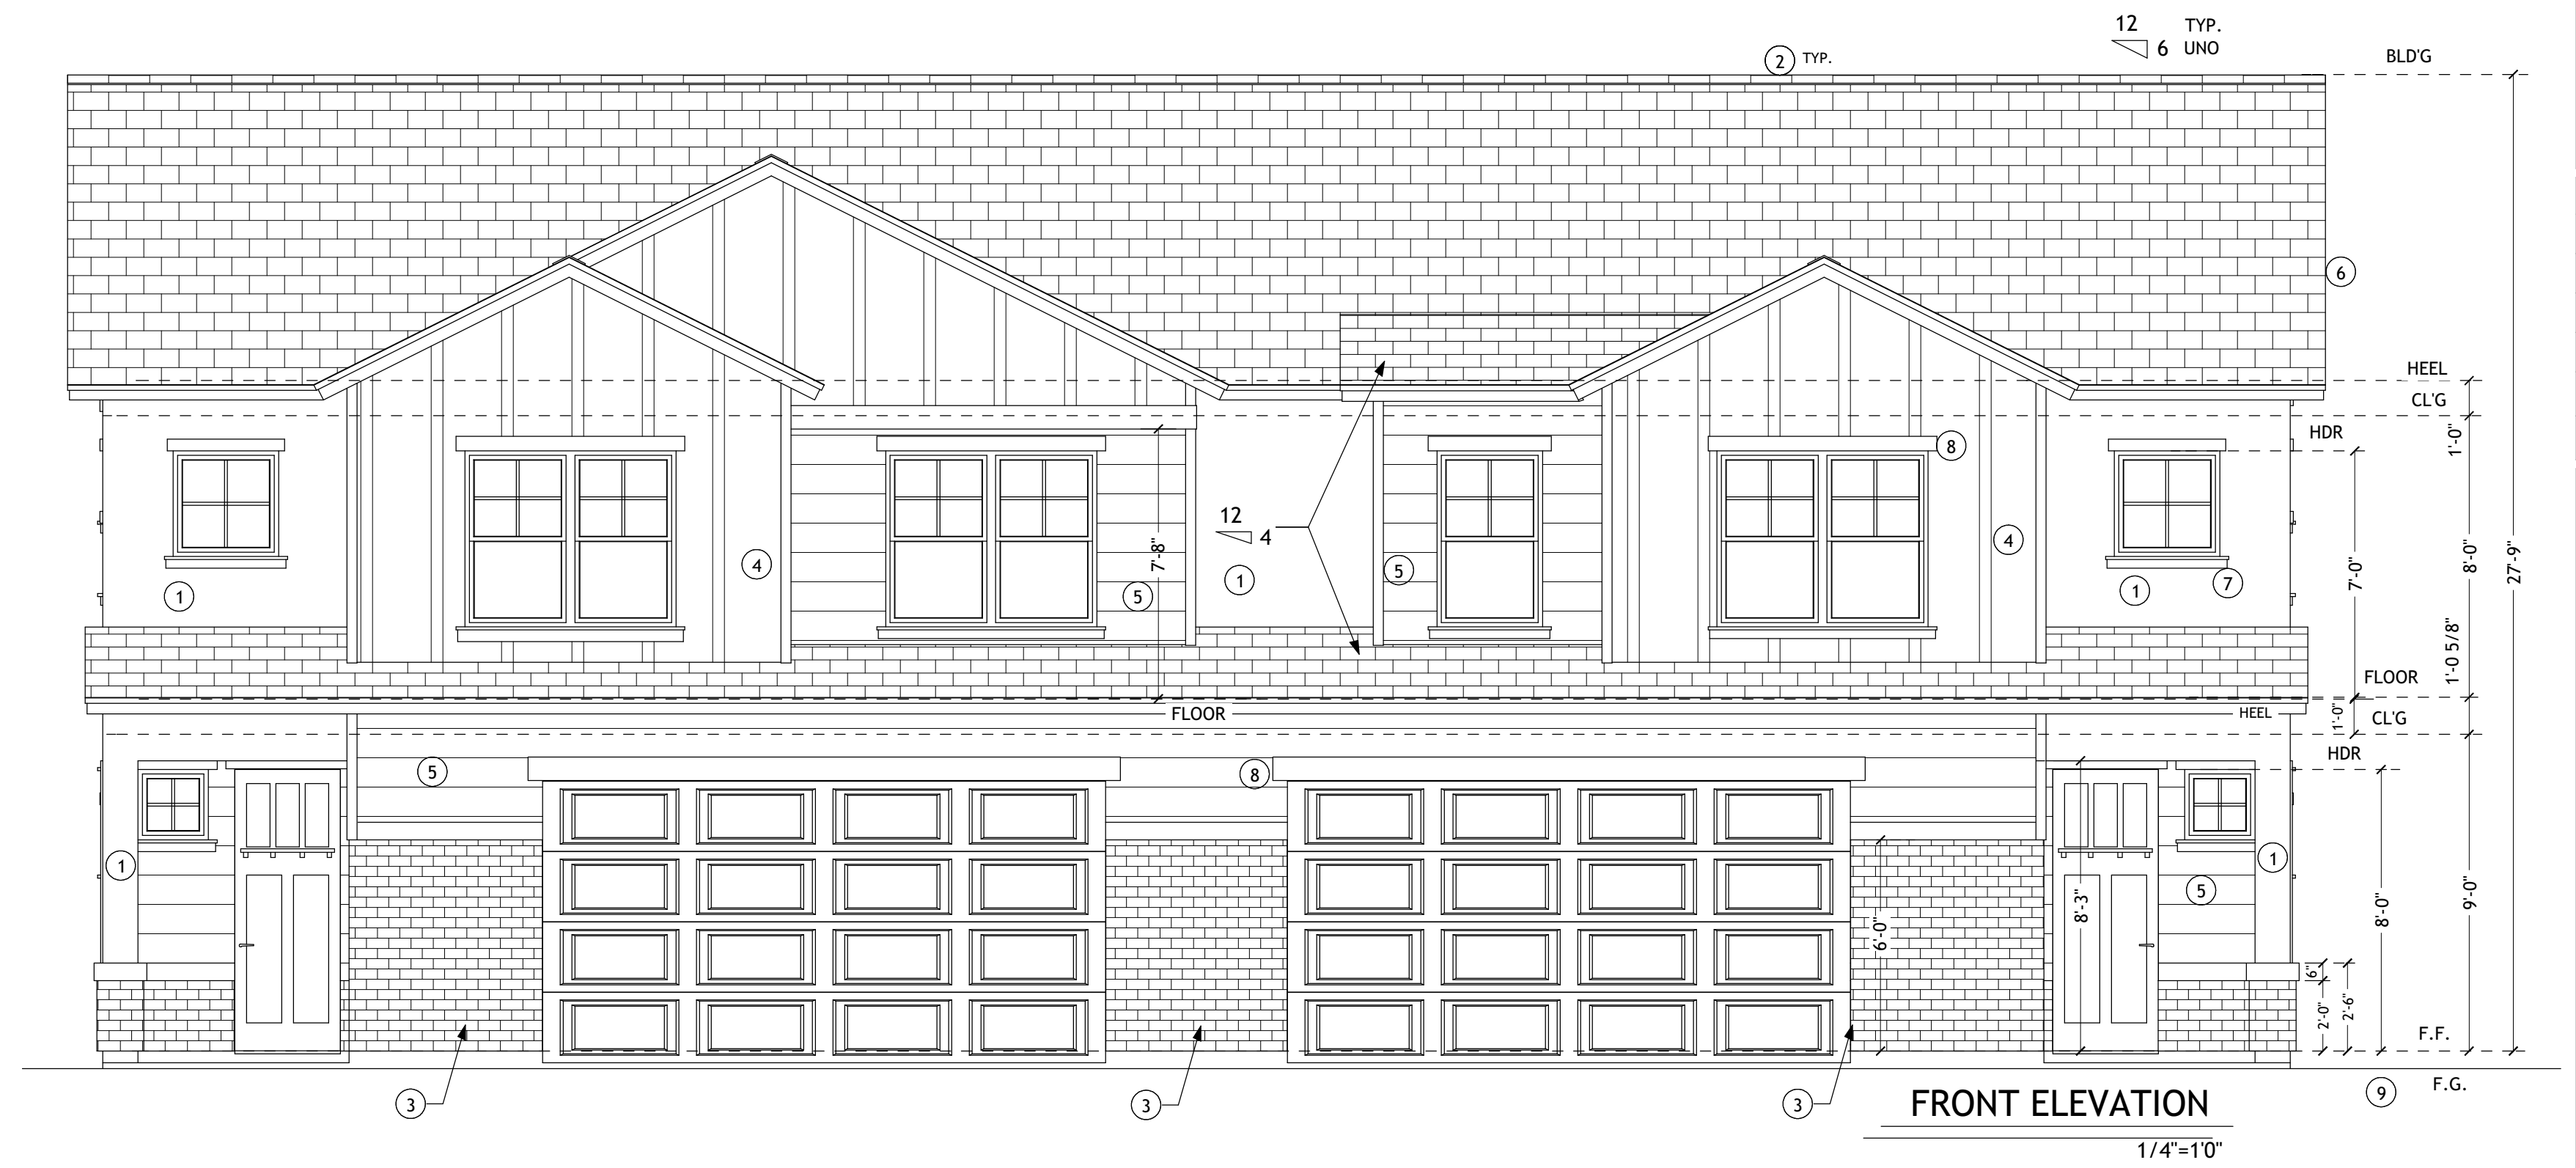 12 TYP.
6 UNO
2 TYP.
BLD'G
6
HEEL
CL'G
HDR
1'-0"
8
12
4
4
4
7'-8"
5
1
5
1
1
7
7'-0"
8'-0"
27'-9"
1'-0 5/8"
FLOOR
FLOOR
HEEL
1'-0"
CL'G
HDR
5
8
1
1
5
6'-0"
8'-3"
8'-0"
9'-0"
6"
2'-0"
2'-6"
F.F.
F.G.
9
3
3
3
FRONT ELEVATION
1/4"=1'0"